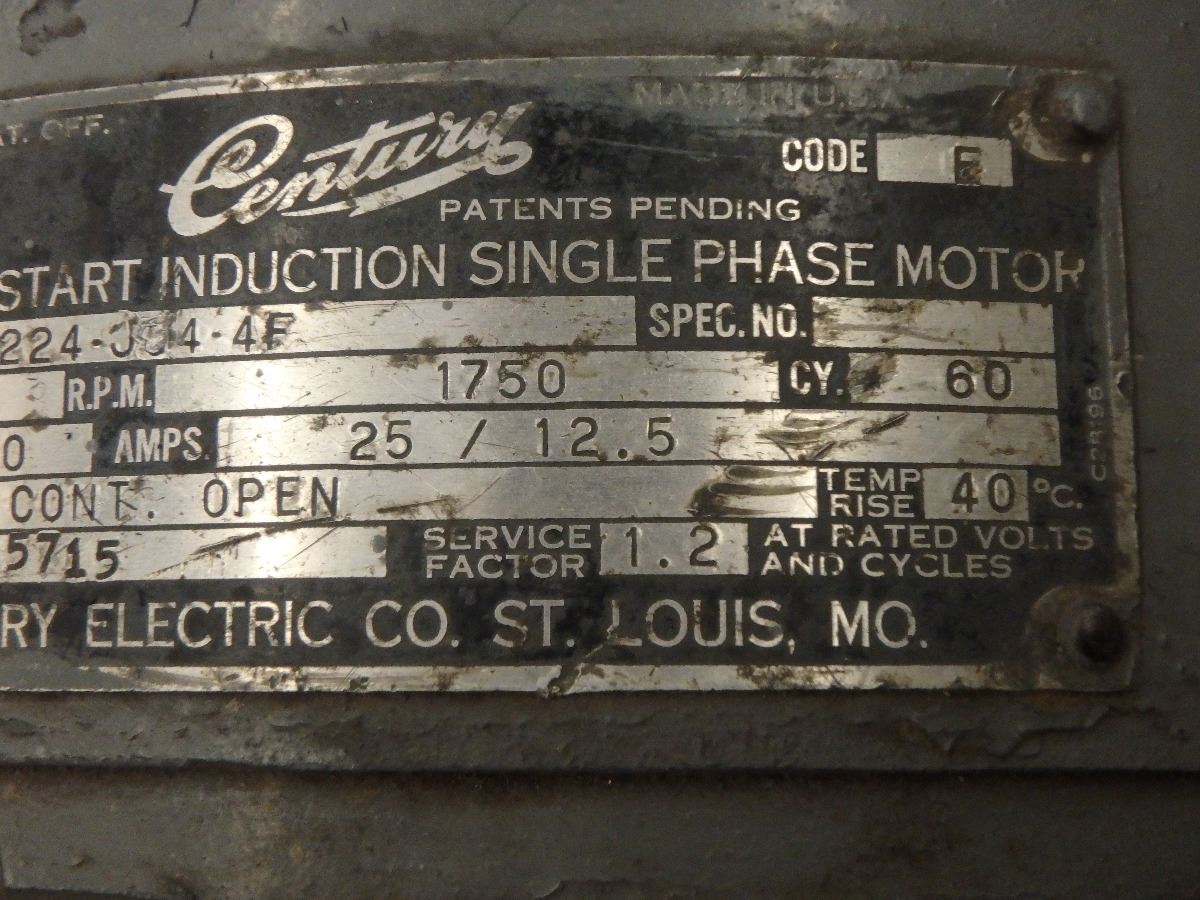 MADE IN U.S.A.
AT. OFF.
Century
CODE E
PATENTS PENDING
START INDUCTION SINGLE PHASE MOTOR
SPEC. NO.
R.P.M. 1750 CY. 60
0 AMPS. 25 / 12.5
CONT. OPEN TEMP RISE 40 °C.
5715 SERVICE FACTOR 1.2 AT RATED VOLTS AND CYCLES
RY ELECTRIC CO. ST. LOUIS, MO.